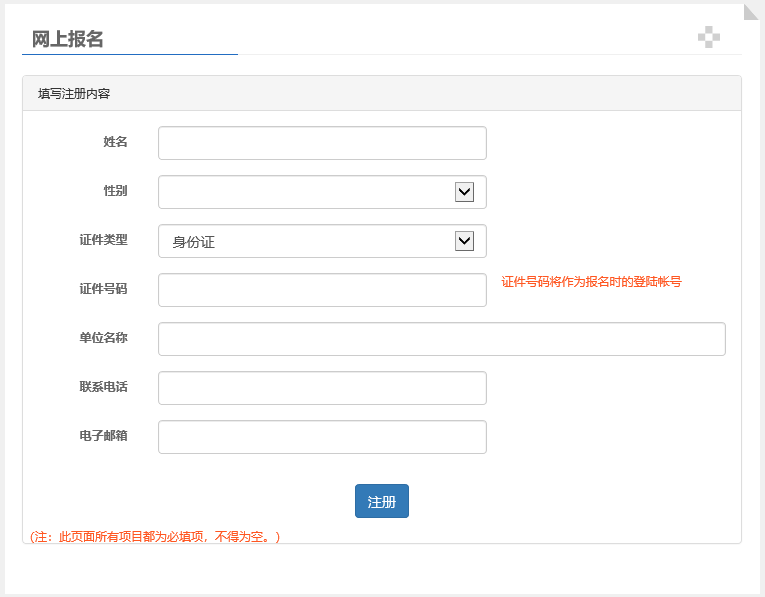 网上报名
填写注册内容
姓名
性别
证件类型 身份证
证件号码 证件号码将作为报名时的登陆帐号
单位名称
联系电话
电子邮箱
注册
(注：此页面所有项目都为必填项，不得为空。)